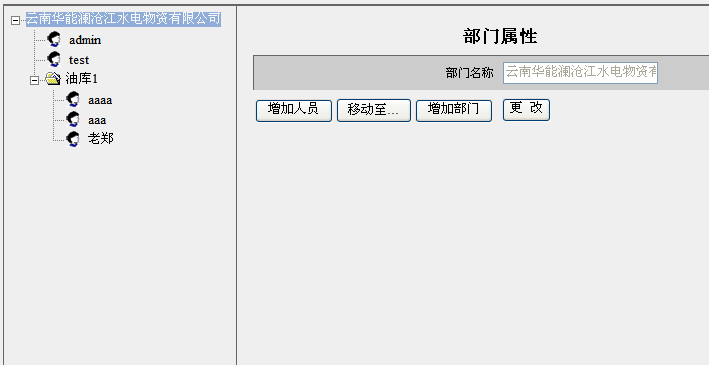 云南华能澜沧江水电物资有限公司
admin
test
油库1
aaaa
aaa
老郑
部门属性
部门名称 云南华能澜沧江水电物资有
增加人员 移动至... 增加部门 更 改